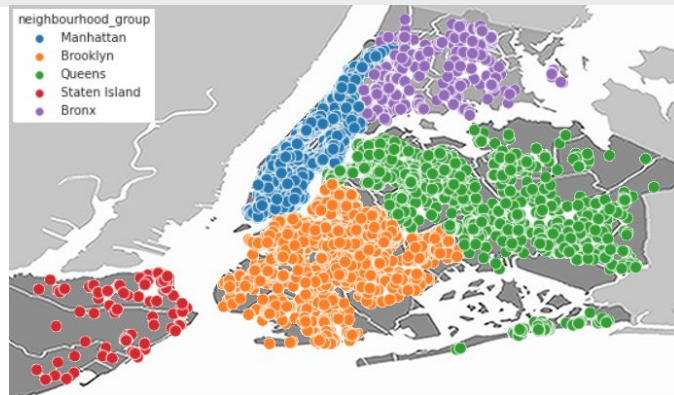 neighbourhood_group
Manhattan
Brooklyn
Queens
Staten Island
Bronx